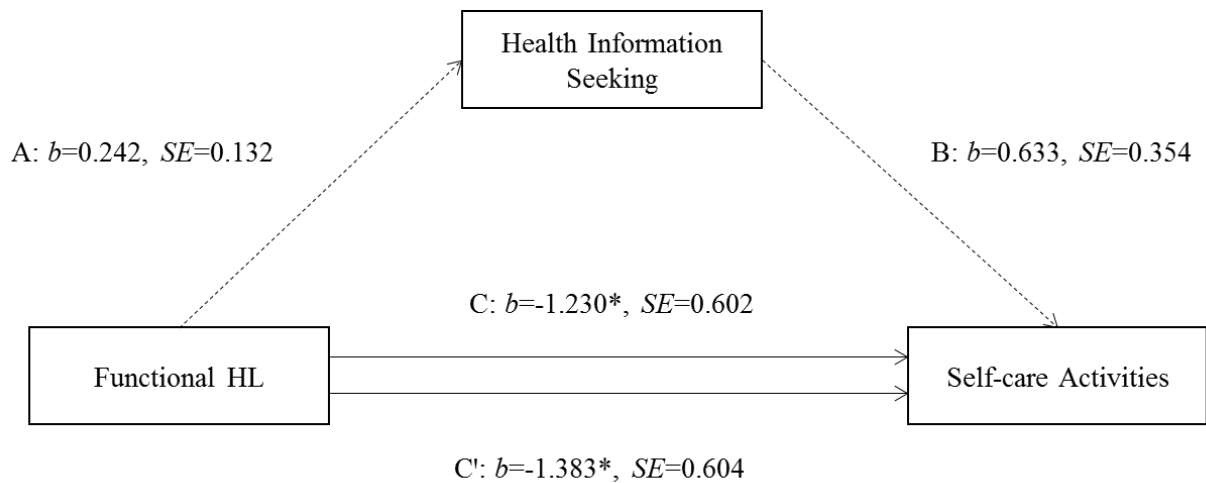 Health Information
Seeking
A: b=0.242, SE=0.132
B: b=0.633, SE=0.354
C: b=-1.230*, SE=0.602
Functional HL
Self-care Activities
C': b=-1.383*, SE=0.604